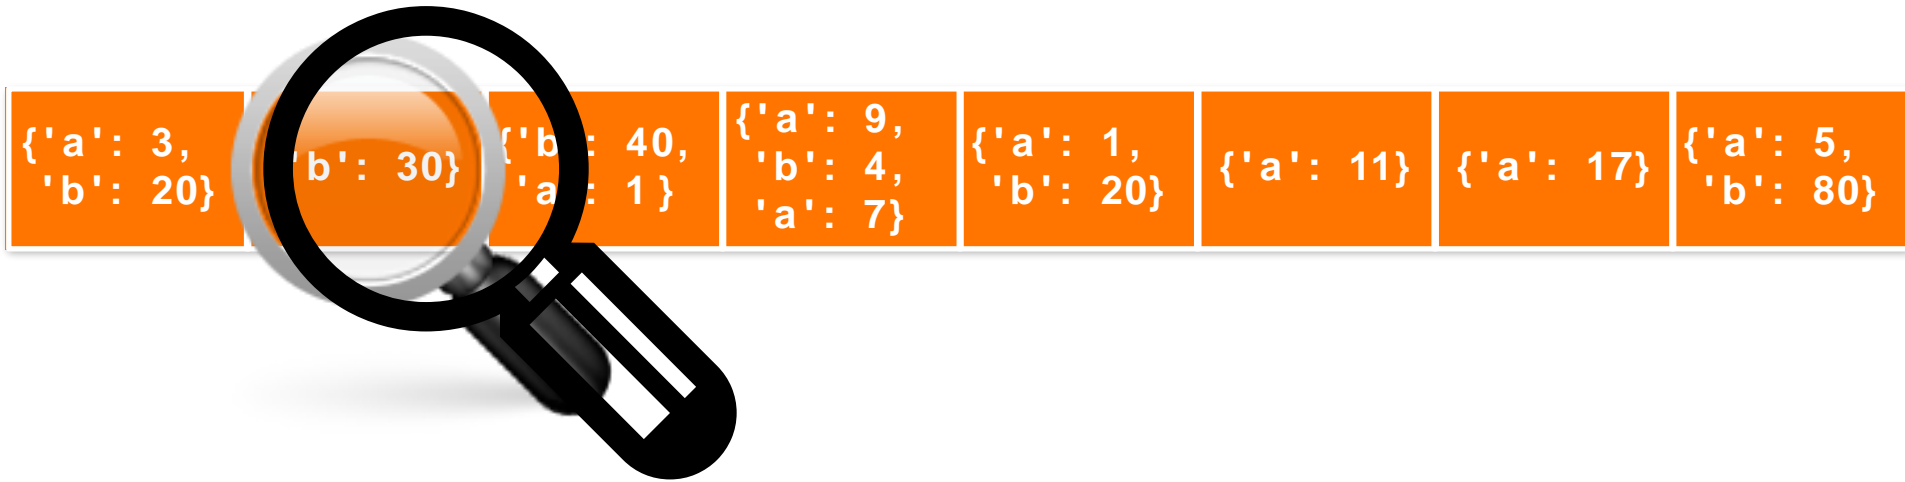 {'a': 3,
'b': 20}
'b': 30}
{'b': 40,
'a': 1}
{'a': 9,
'b': 4,
'a': 7}
{'a': 1,
'b': 20}
{'a': 11}
{'a': 17}
{'a': 5,
'b': 80}